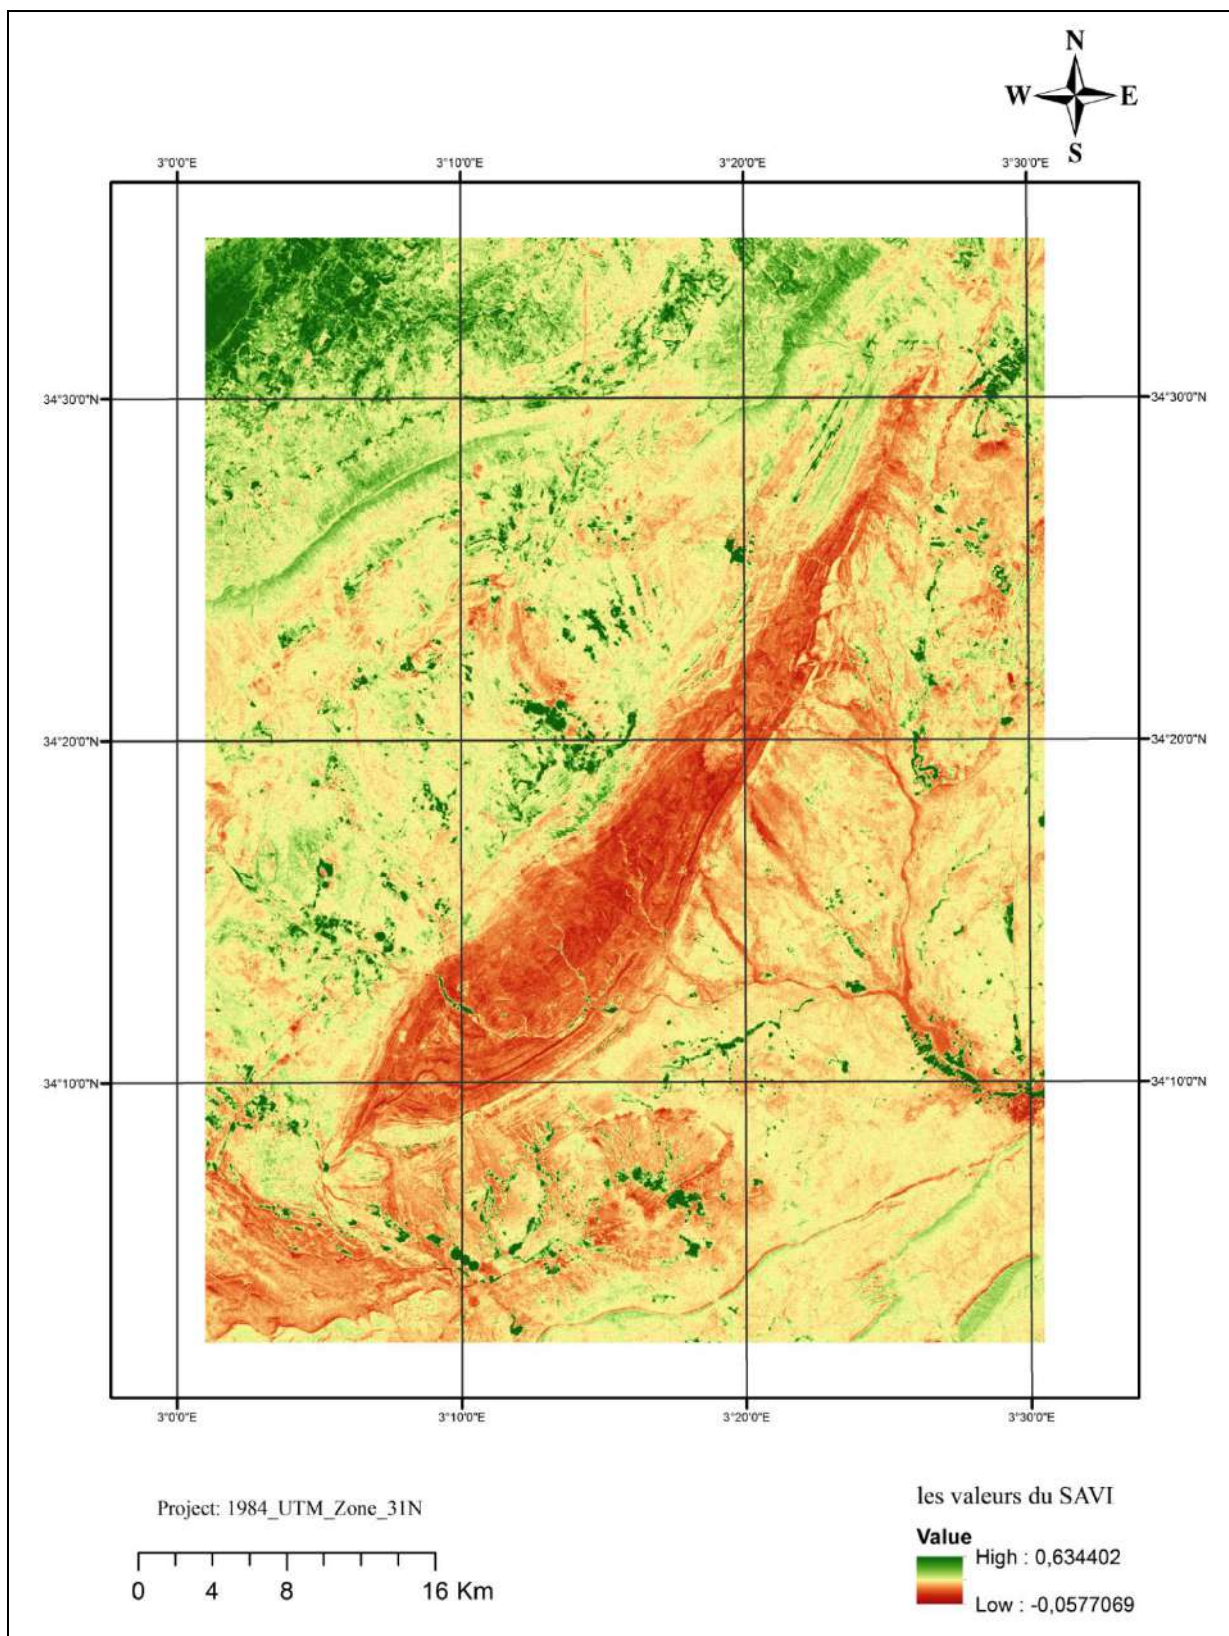 N
W E
S
3°0'0"E 3°10'0"E 3°20'0"E 3°30'0"E
34°30'0"N 34°30'0"N
34°20'0"N 34°20'0"N
34°10'0"N 34°10'0"N
3°0'0"E 3°10'0"E 3°20'0"E 3°30'0"E
Project: 1984_UTM_Zone_31N
0 4 8 16 Km
les valeurs du SAVI
Value
High : 0,634402
Low : -0,0577069